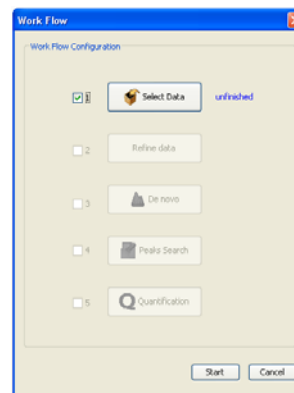 Work Flow
Work Flow Configuration
1 Select Data unfinished
2 Refine data
3 De novo
4 Peaks Search
5 Quantification
Start Cancel